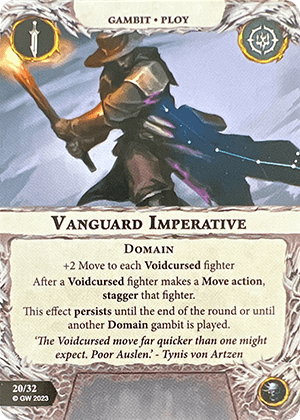 GAMBIT • PLOY
VANGUARD IMPERATIVE
DOMAIN
+2 Move to each Voidcursed fighter
After a Voidcursed fighter makes a Move action,
stagger that fighter.
This effect persists until the end of the round or until
another Domain gambit is played.
'The Voidcursed move far quicker than one might
expect. Poor Auslen.' - Tynis von Artzen
20/32
© GW 2023